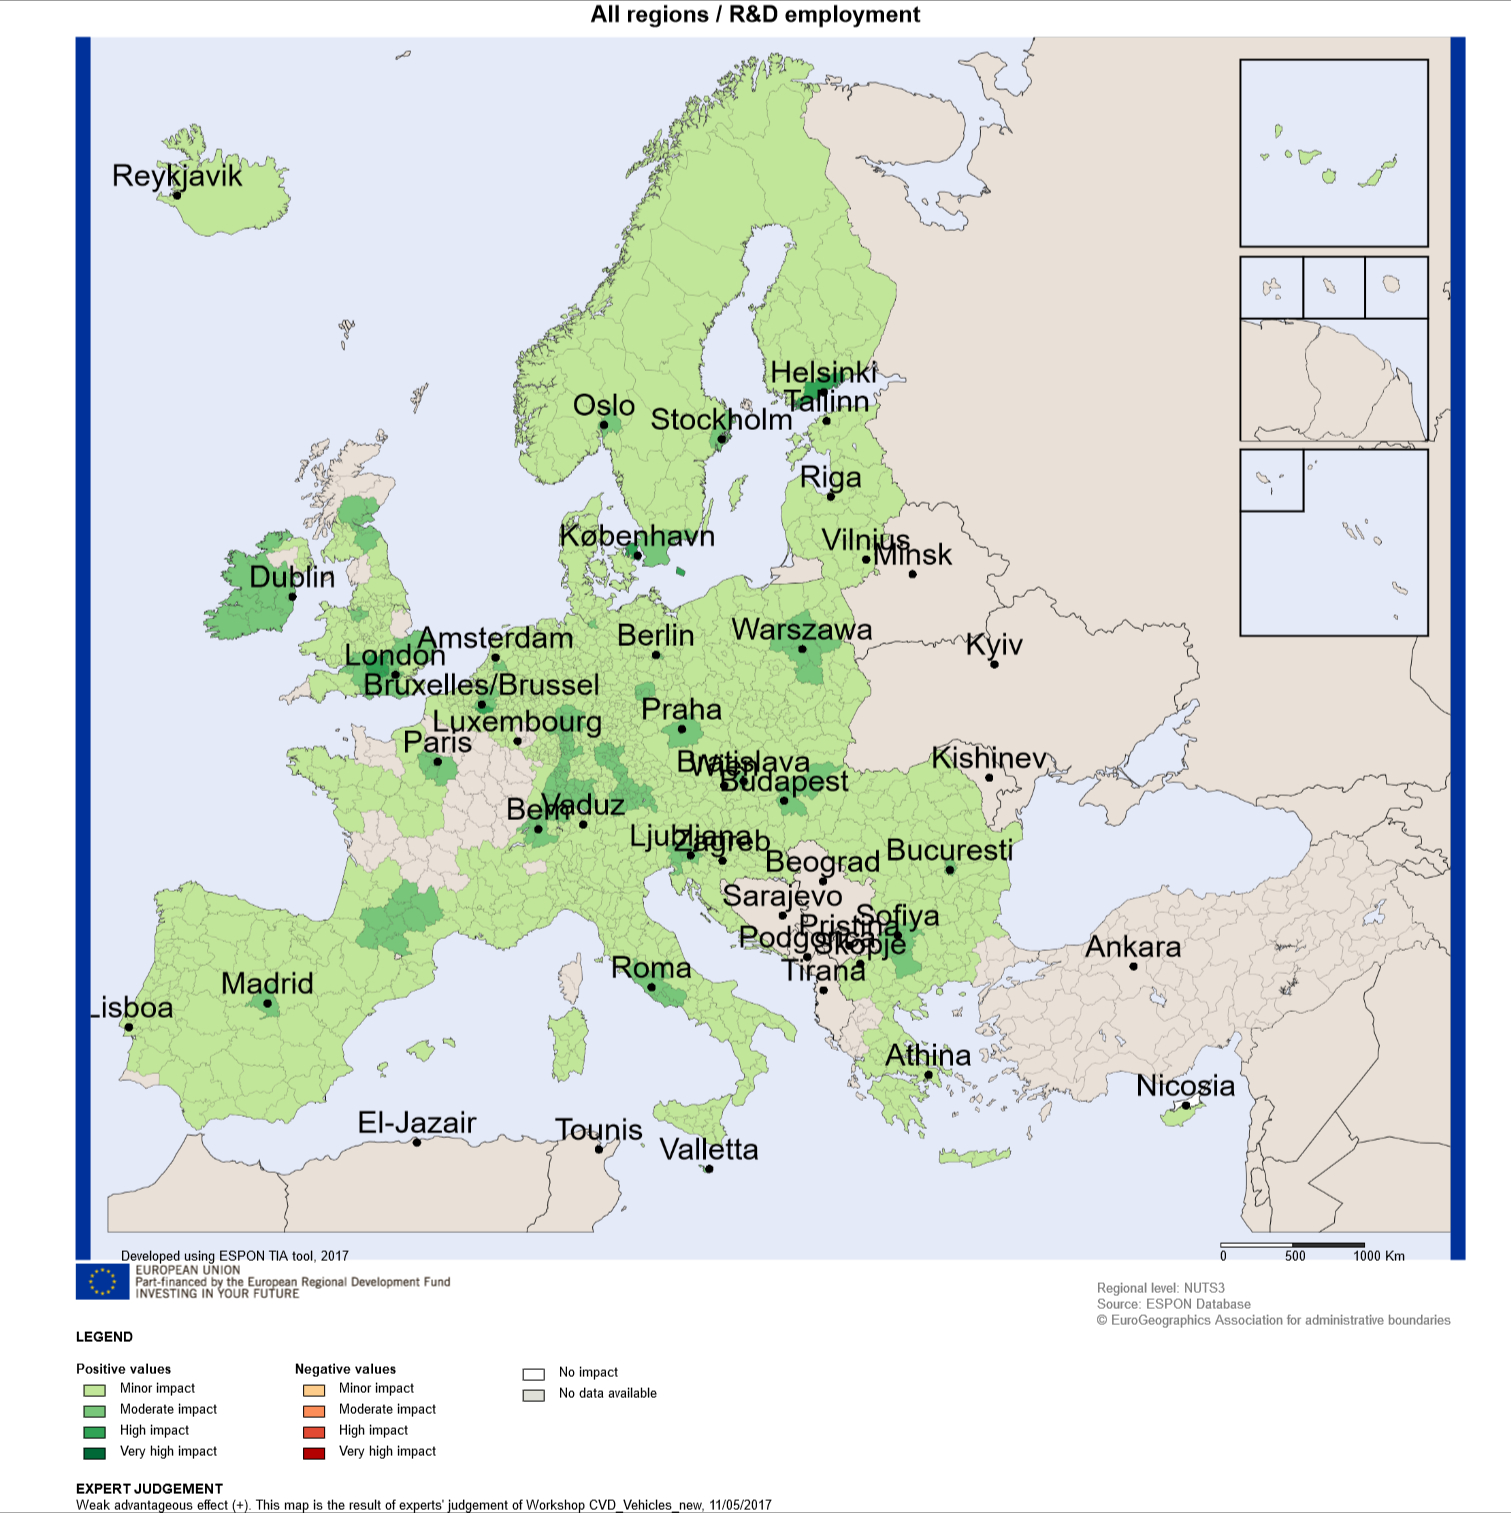 All regions / R&D employment
Reykjavik
Helsinki
Tallinn
Oslo
Stockholm
Riga
København
Vilnius
Minsk
Dublin
Amsterdam
Berlin
Warszawa
London
Kyiv
Bruxelles/Brussel
Luxembourg
Praha
Paris
Bratislava
Wien
Kishinev
Budapest
Bern
Vaduz
Ljubljana
Zagreb
Beograd
Bucuresti
Sarajevo
Sofiya
Pristina
Podgorica
Skopje
Ankara
Tirana
Roma
Madrid
Lisboa
Athina
Nicosia
El-Jazair
Tounis
Valletta
Developed using ESPON TIA tool, 2017
0 500 1000 Km
EUROPEAN UNION
Part-financed by the European Regional Development Fund
INVESTING IN YOUR FUTURE
Regional level: NUTS3
Source: ESPON Database
© EuroGeographics Association for administrative boundaries
LEGEND
Positive values
Minor impact
Moderate impact
High impact
Very high impact
Negative values
Minor impact
Moderate impact
High impact
Very high impact
No impact
No data available
EXPERT JUDGEMENT
Weak advantageous effect (+). This map is the result of experts' judgement of Workshop CVD_Vehicles_new, 11/05/2017